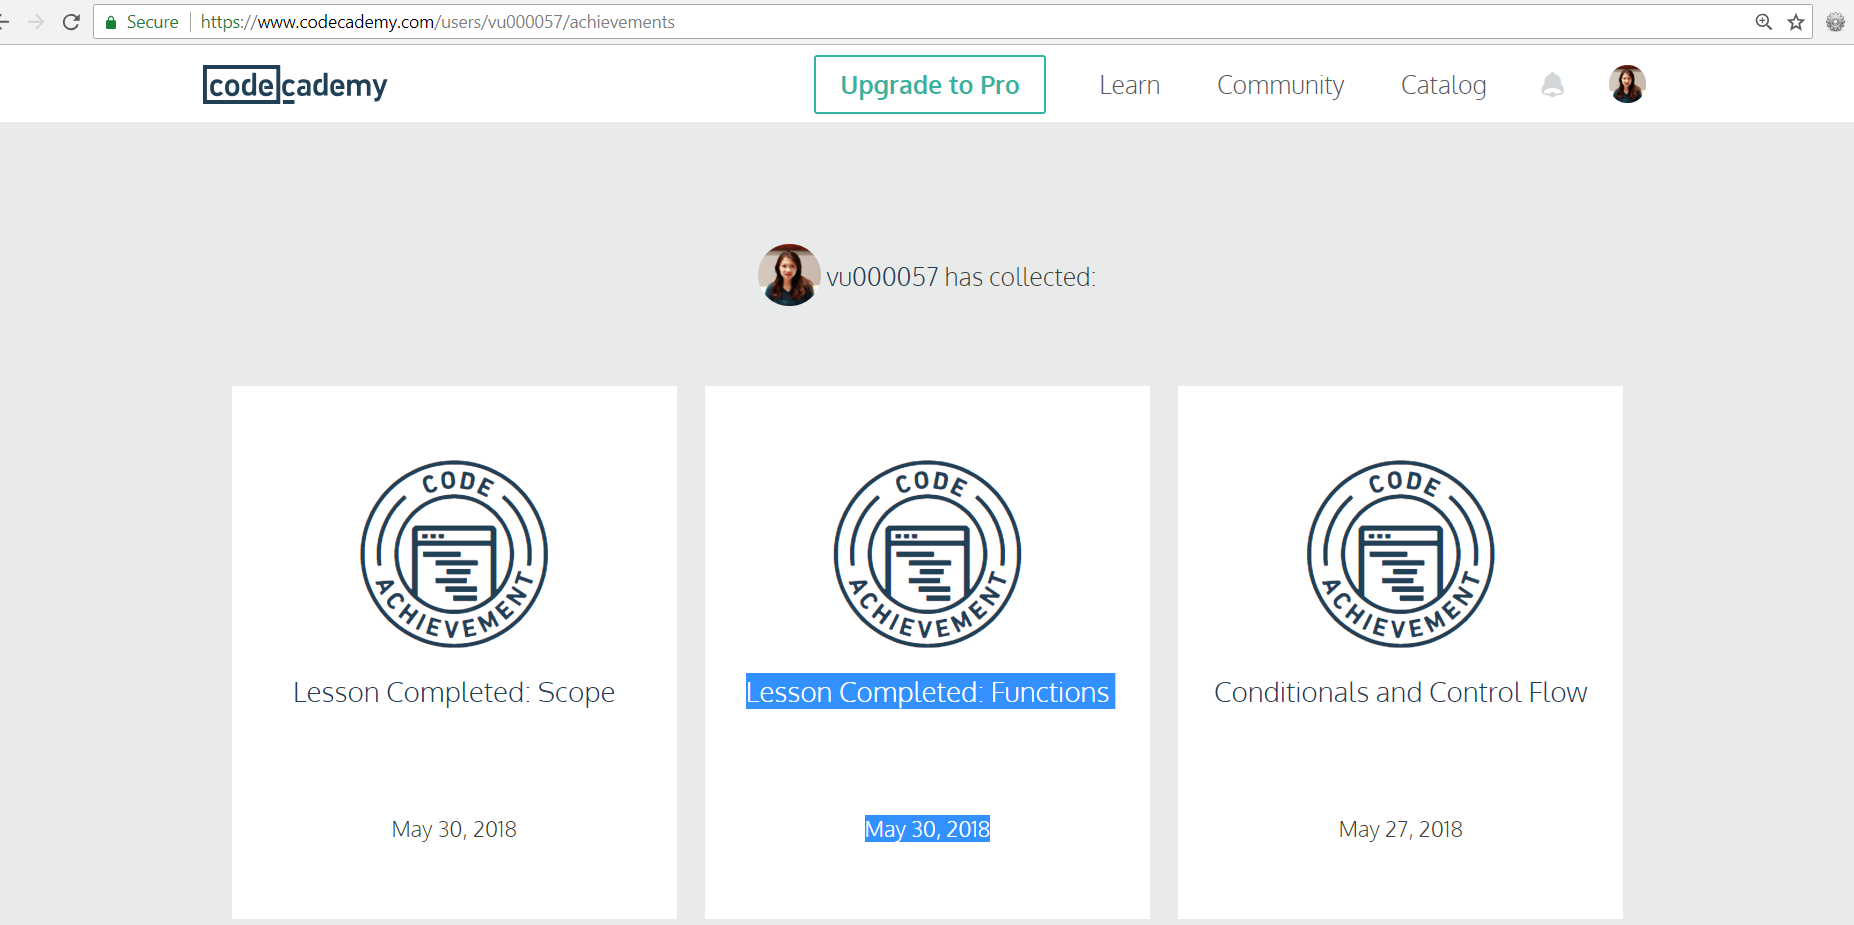 Secure https://www.codecademy.com/users/vu000057/achievements
codecademy Upgrade to Pro Learn Community Catalog
vu000057 has collected:
CODE ACHIEVEMENT
Lesson Completed: Scope
May 30, 2018
CODE ACHIEVEMENT
Lesson Completed: Functions
May 30, 2018
CODE ACHIEVEMENT
Conditionals and Control Flow
May 27, 2018